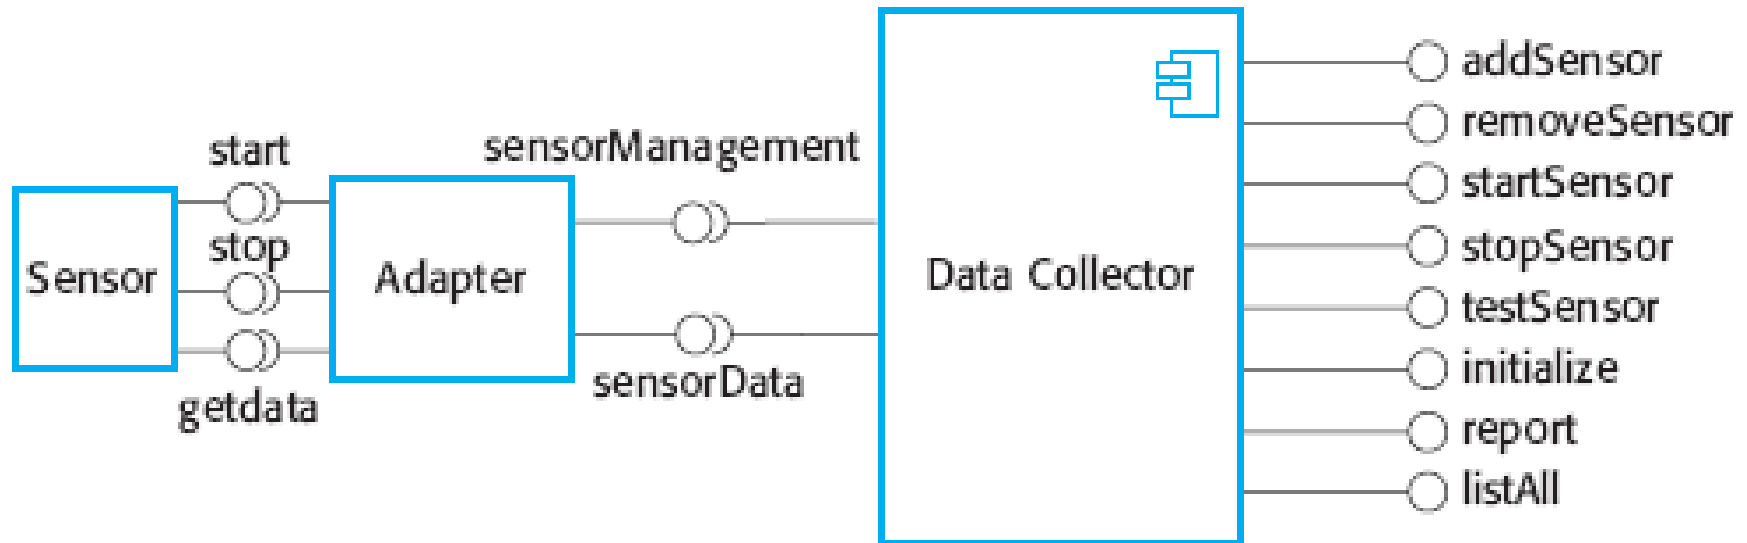 start
stop
getdata
Sensor
Adapter
sensorManagement
sensorData
Data Collector
addSensor
removeSensor
startSensor
stopSensor
testSensor
initialize
report
listAll